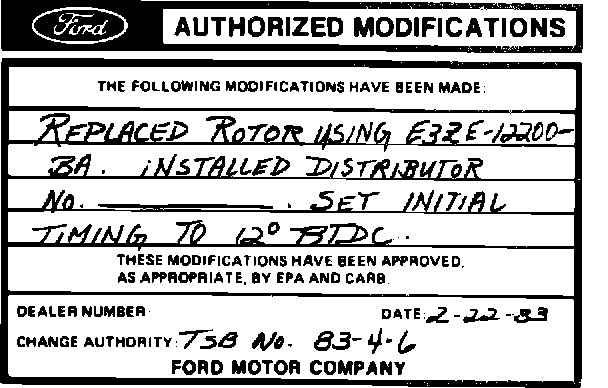 Ford AUTHORIZED MODIFICATIONS
THE FOLLOWING MODIFICATIONS HAVE BEEN MADE:
REPLACED ROTOR USING E3ZE-12200-
BA. INSTALLED DISTRIBUTOR
NO. ____________. SET INITIAL
TIMING TO 12° BTDC.
THESE MODIFICATIONS HAVE BEEN APPROVED,
AS APPROPRIATE, BY EPA AND CARB.
DEALER NUMBER: DATE: 2-22-83
CHANGE AUTHORITY: TSB No. 83-4-6
FORD MOTOR COMPANY